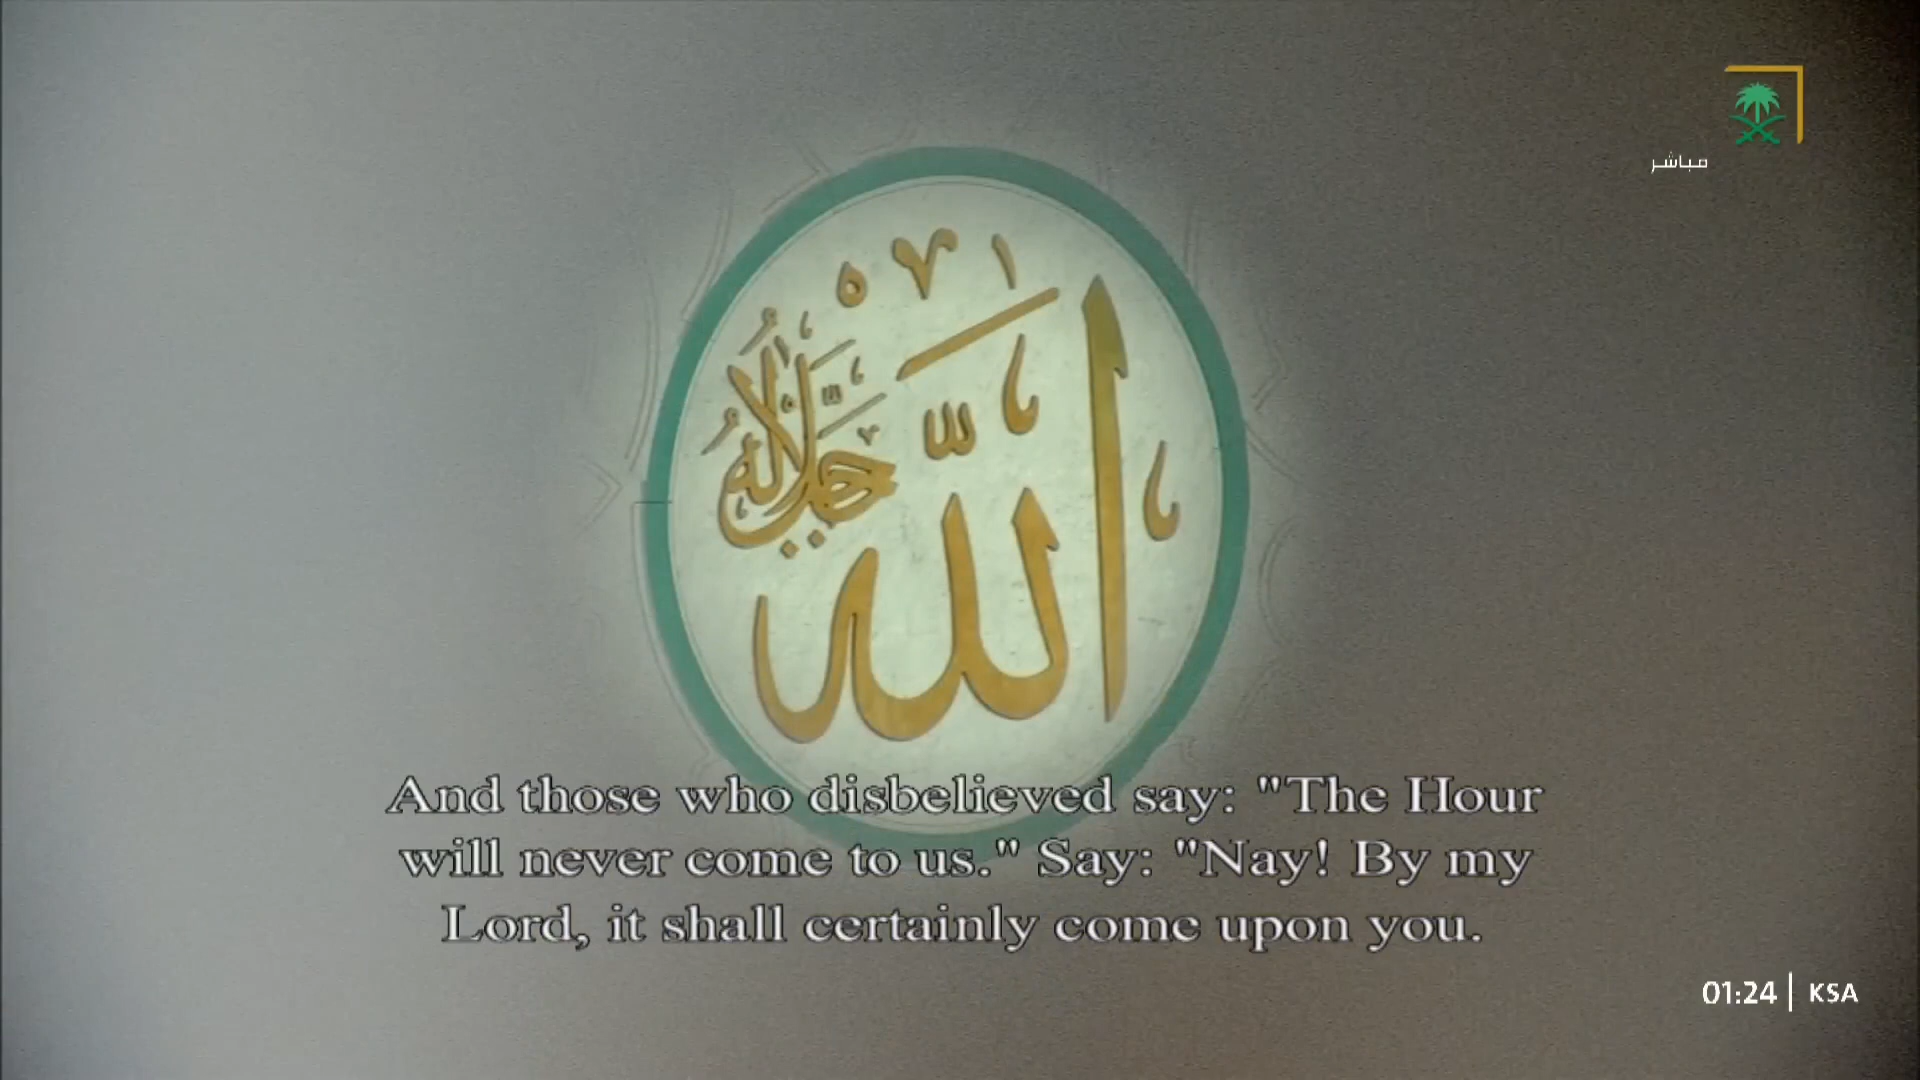 مباشر
الله
جل جلاله
And those who disbelieved say: "The Hour
will never come to us." Say: "Nay! By my
Lord, it shall certainly come upon you.
01:24 | KSA